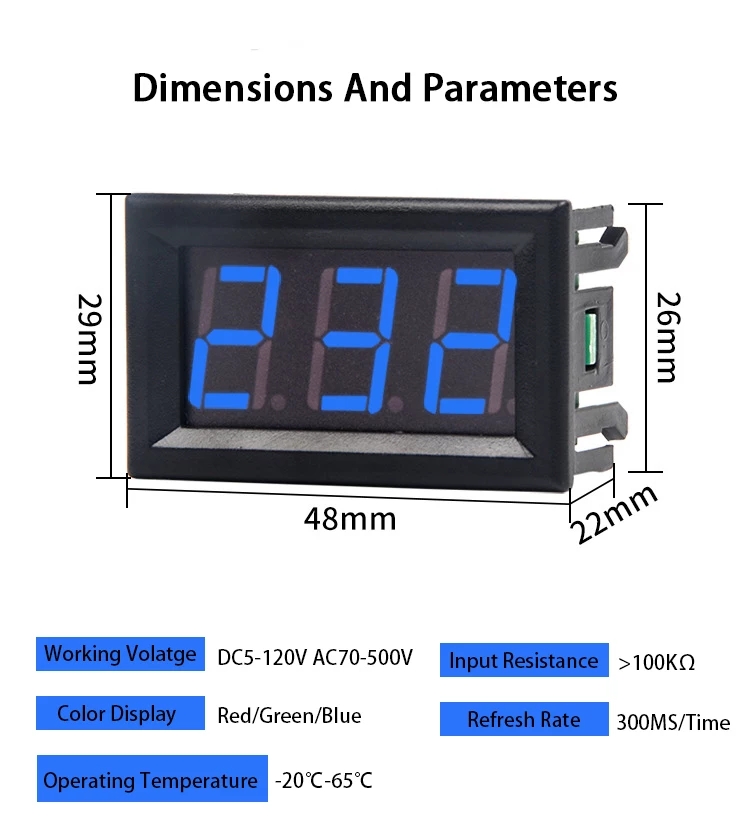 Dimensions And Parameters
29mm
232
26mm
48mm
22mm
Working Volatge DC5-120V AC70-500V
Input Resistance >100KΩ
Color Display Red/Green/Blue
Refresh Rate 300MS/Time
Operating Temperature -20℃-65℃